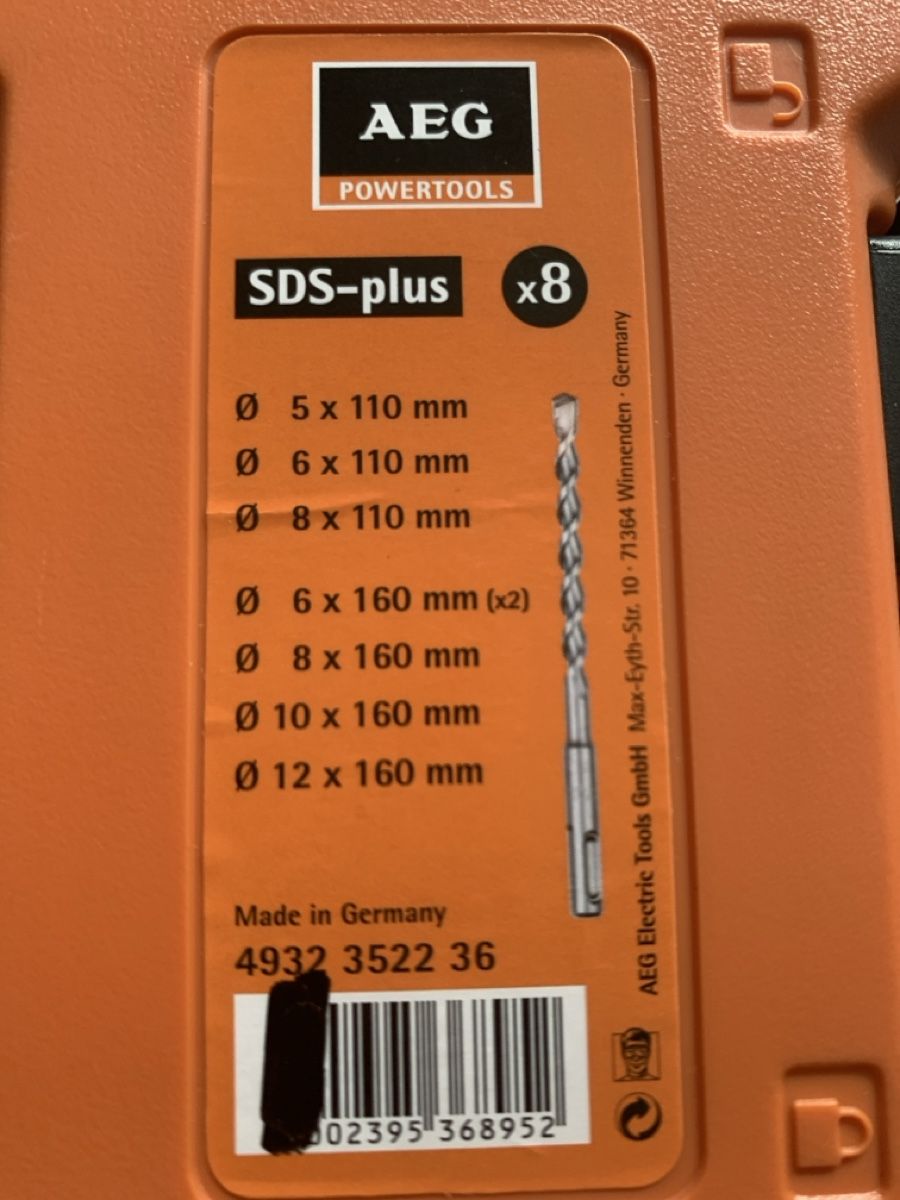 AEG
POWERTOOLS
SDS-plus
x8
Ø 5 x 110 mm
Ø 6 x 110 mm
Ø 8 x 110 mm
Ø 6 x 160 mm (x2)
Ø 8 x 160 mm
Ø 10 x 160 mm
Ø 12 x 160 mm
Made in Germany
4932 3522 36
002395 368952
AEG Electric Tools GmbH Max-Eyth-Str. 10 · 71364 Winnenden · Germany